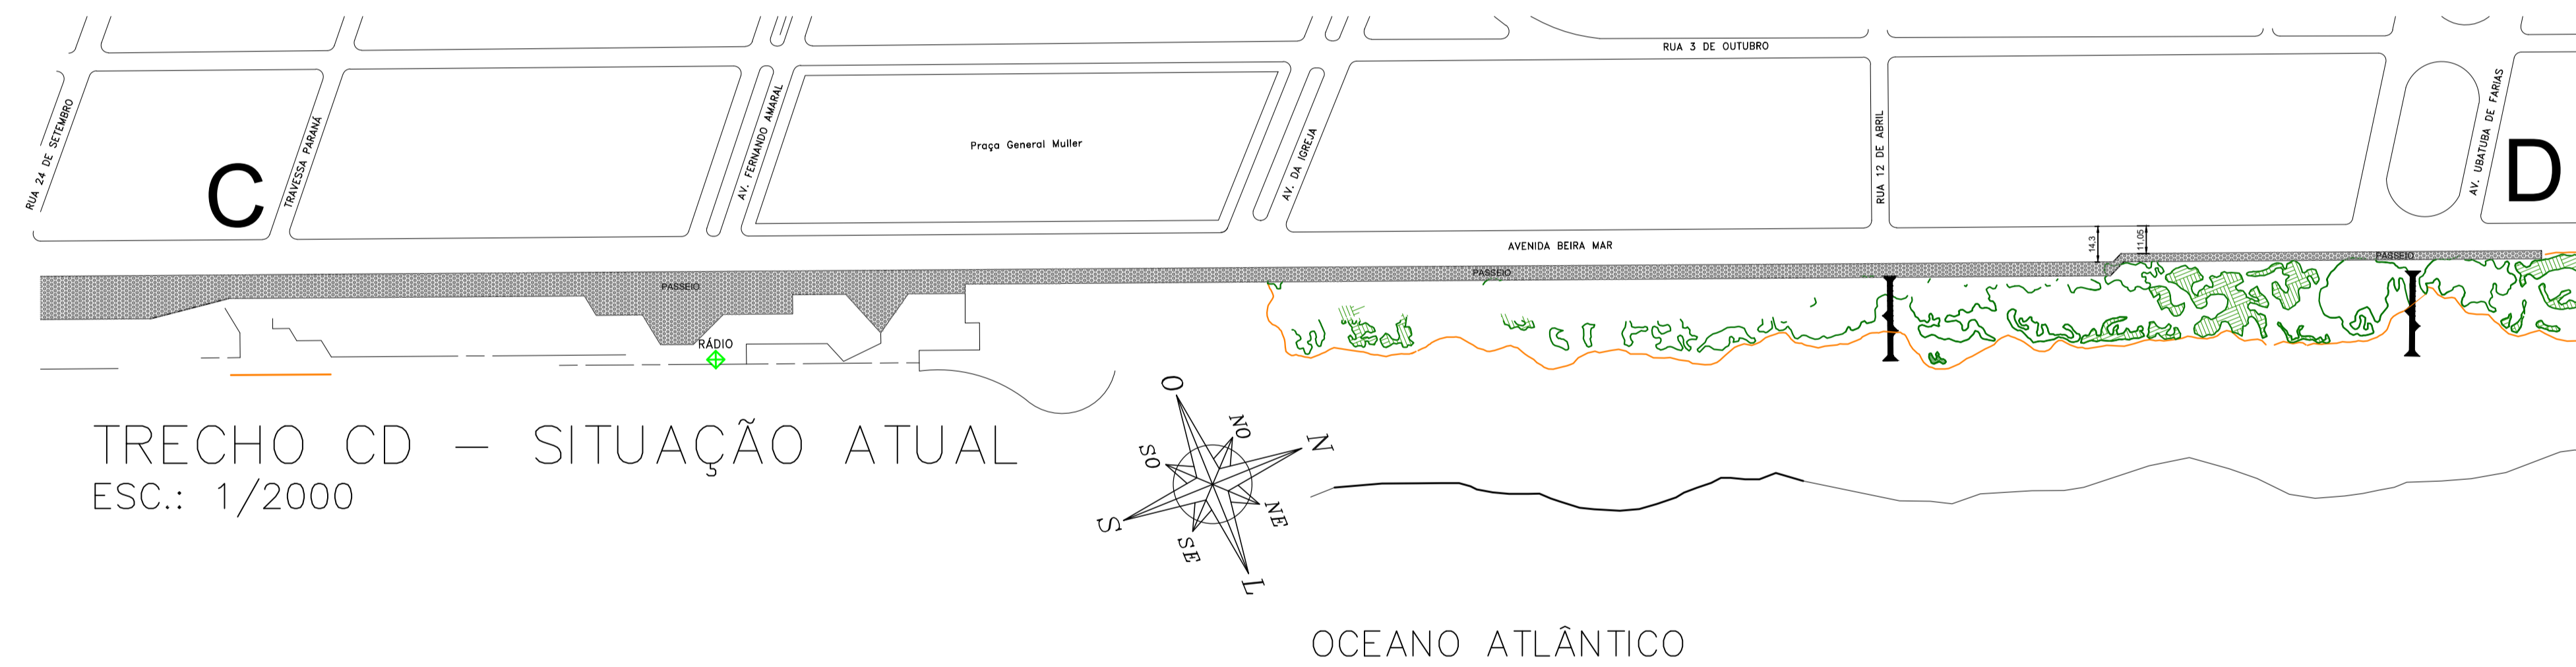 RUA 3 DE OUTUBRO
RUA 24 DE SETEMBRO
C
TRAVESSA PARANÁ
AV. FERNANDO AMARAL
Praça General Muller
AV. DA IGREJA
RUA 12 DE ABRIL
AV. UBATUBA DE FARIAS
D
AVENIDA BEIRA MAR
14,3
11,05
PASSEIO
PASSEIO
PASSEIO
RÁDIO
TRECHO CD – SITUAÇÃO ATUAL
ESC.: 1/2000
O
NO
N
SO
NE
S
SE
L
OCEANO ATLÂNTICO